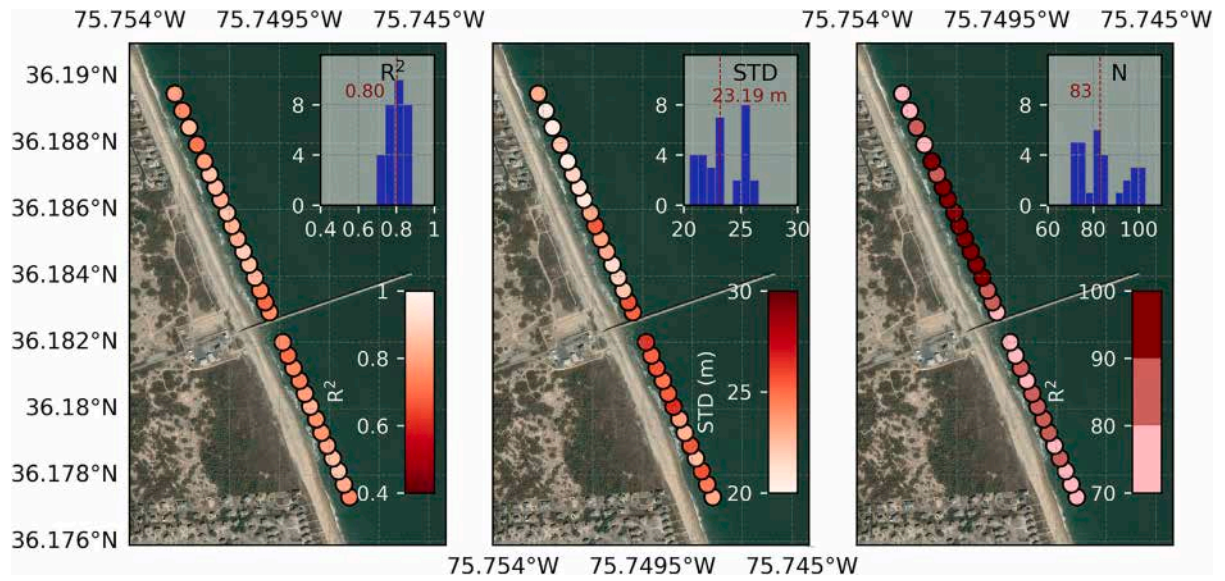 75.754°W 75.7495°W 75.745°W
75.754°W 75.7495°W 75.745°W
36.19°N
36.188°N
36.186°N
36.184°N
36.182°N
36.18°N
36.178°N
36.176°N
R²
0.80
8
4
0
0.4 0.6 0.8 1
1
0.8
0.6
0.4
R²
STD
23.19 m
8
4
0
20 25 30
30
25
20
STD (m)
75.754°W 75.7495°W 75.745°W
N
83
8
4
0
60 80 100
100
90
80
70
R²